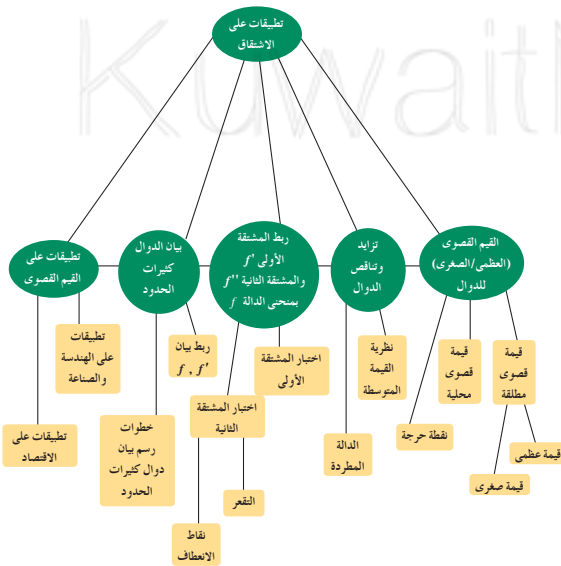 Kuwait
تطبيقات على
الاشتقاق
القيم القصوى
(العظمى/الصغرى)
للدوال
تزايد
وتناقص
الدوال
ربط المشتقة
الأولى f'
والمشتقة الثانية f''
بمنحنى الدالة f
بيان الدوال
كثيرات
الحدود
تطبيقات على
القيم القصوى
قيمة
قصوى
مطلقة
قيمة
قصوى
محلية
نقطة حرجة
قيمة عظمى
قيمة صغرى
نظرية
القيمة
المتوسطة
الدالة
المطردة
اختبار المشتقة
الأولى
اختبار المشتقة
الثانية
التقعر
نقاط
الانعطاف
ربط بيان
f , f'
خطوات
رسم بيان
دوال كثيرات
الحدود
تطبيقات
على الهندسة
والصناعة
تطبيقات على
الاقتصاد